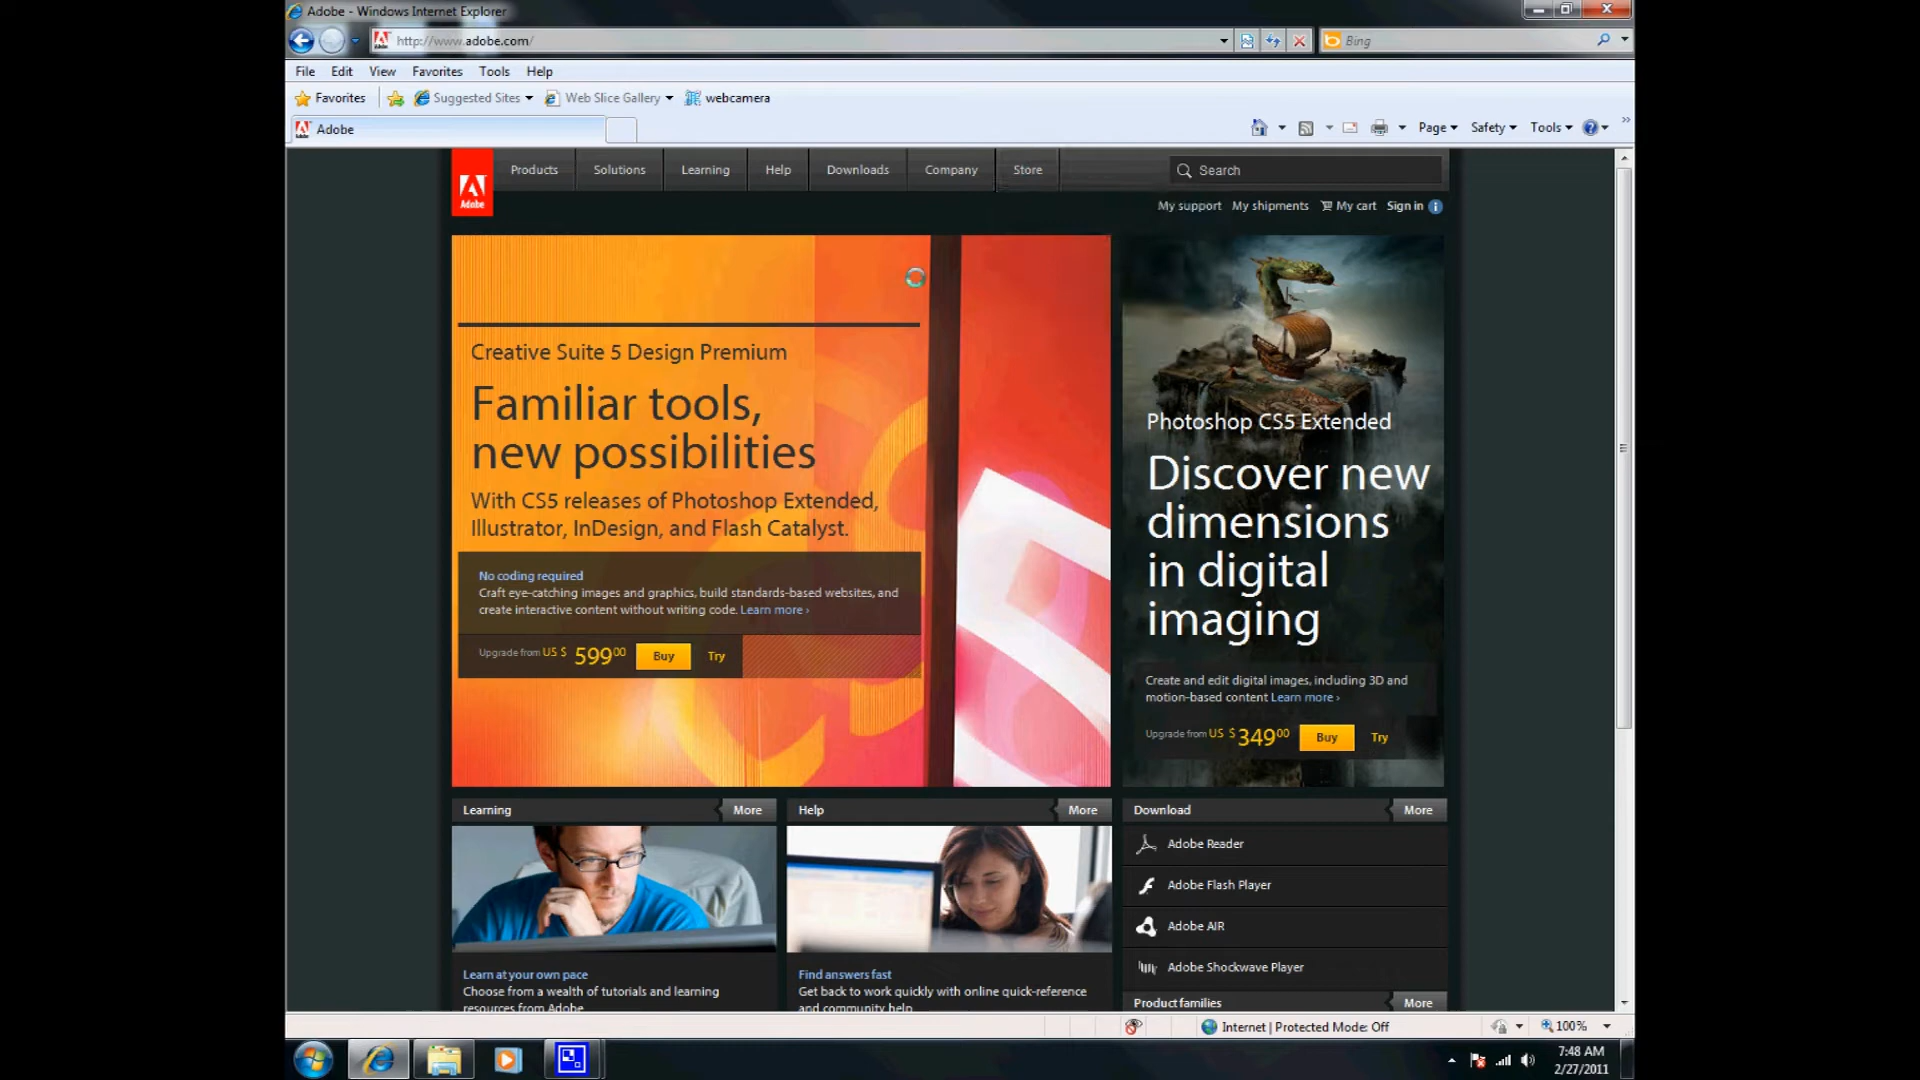 Adobe - Windows Internet Explorer
http://www.adobe.com/
Bing
File Edit View Favorites Tools Help
Favorites Suggested Sites Web Slice Gallery webcamera
Adobe
Page Safety Tools
Adobe
Products Solutions Learning Help Downloads Company Store
Search
My support My shipments My cart Sign in
Creative Suite 5 Design Premium
Familiar tools,
new possibilities
With CS5 releases of Photoshop Extended,
Illustrator, InDesign, and Flash Catalyst.
No coding required
Craft eye-catching images and graphics, build standards-based websites, and
create interactive content without writing code. Learn more ›
Upgrade from US $ 599 00 Buy Try
Photoshop CS5 Extended
Discover new
dimensions
in digital
imaging
Create and edit digital images, including 3D and
motion-based content Learn more ›
Upgrade from US $ 349 00 Buy Try
Learning More
Learn at your own pace
Choose from a wealth of tutorials and learning
resources from Adobe
Help More
Find answers fast
Get back to work quickly with online quick-reference
and community help
Download More
Adobe Reader
Adobe Flash Player
Adobe AIR
Adobe Shockwave Player
Product families More
Internet | Protected Mode: Off
100%
7:48 AM
2/27/2011